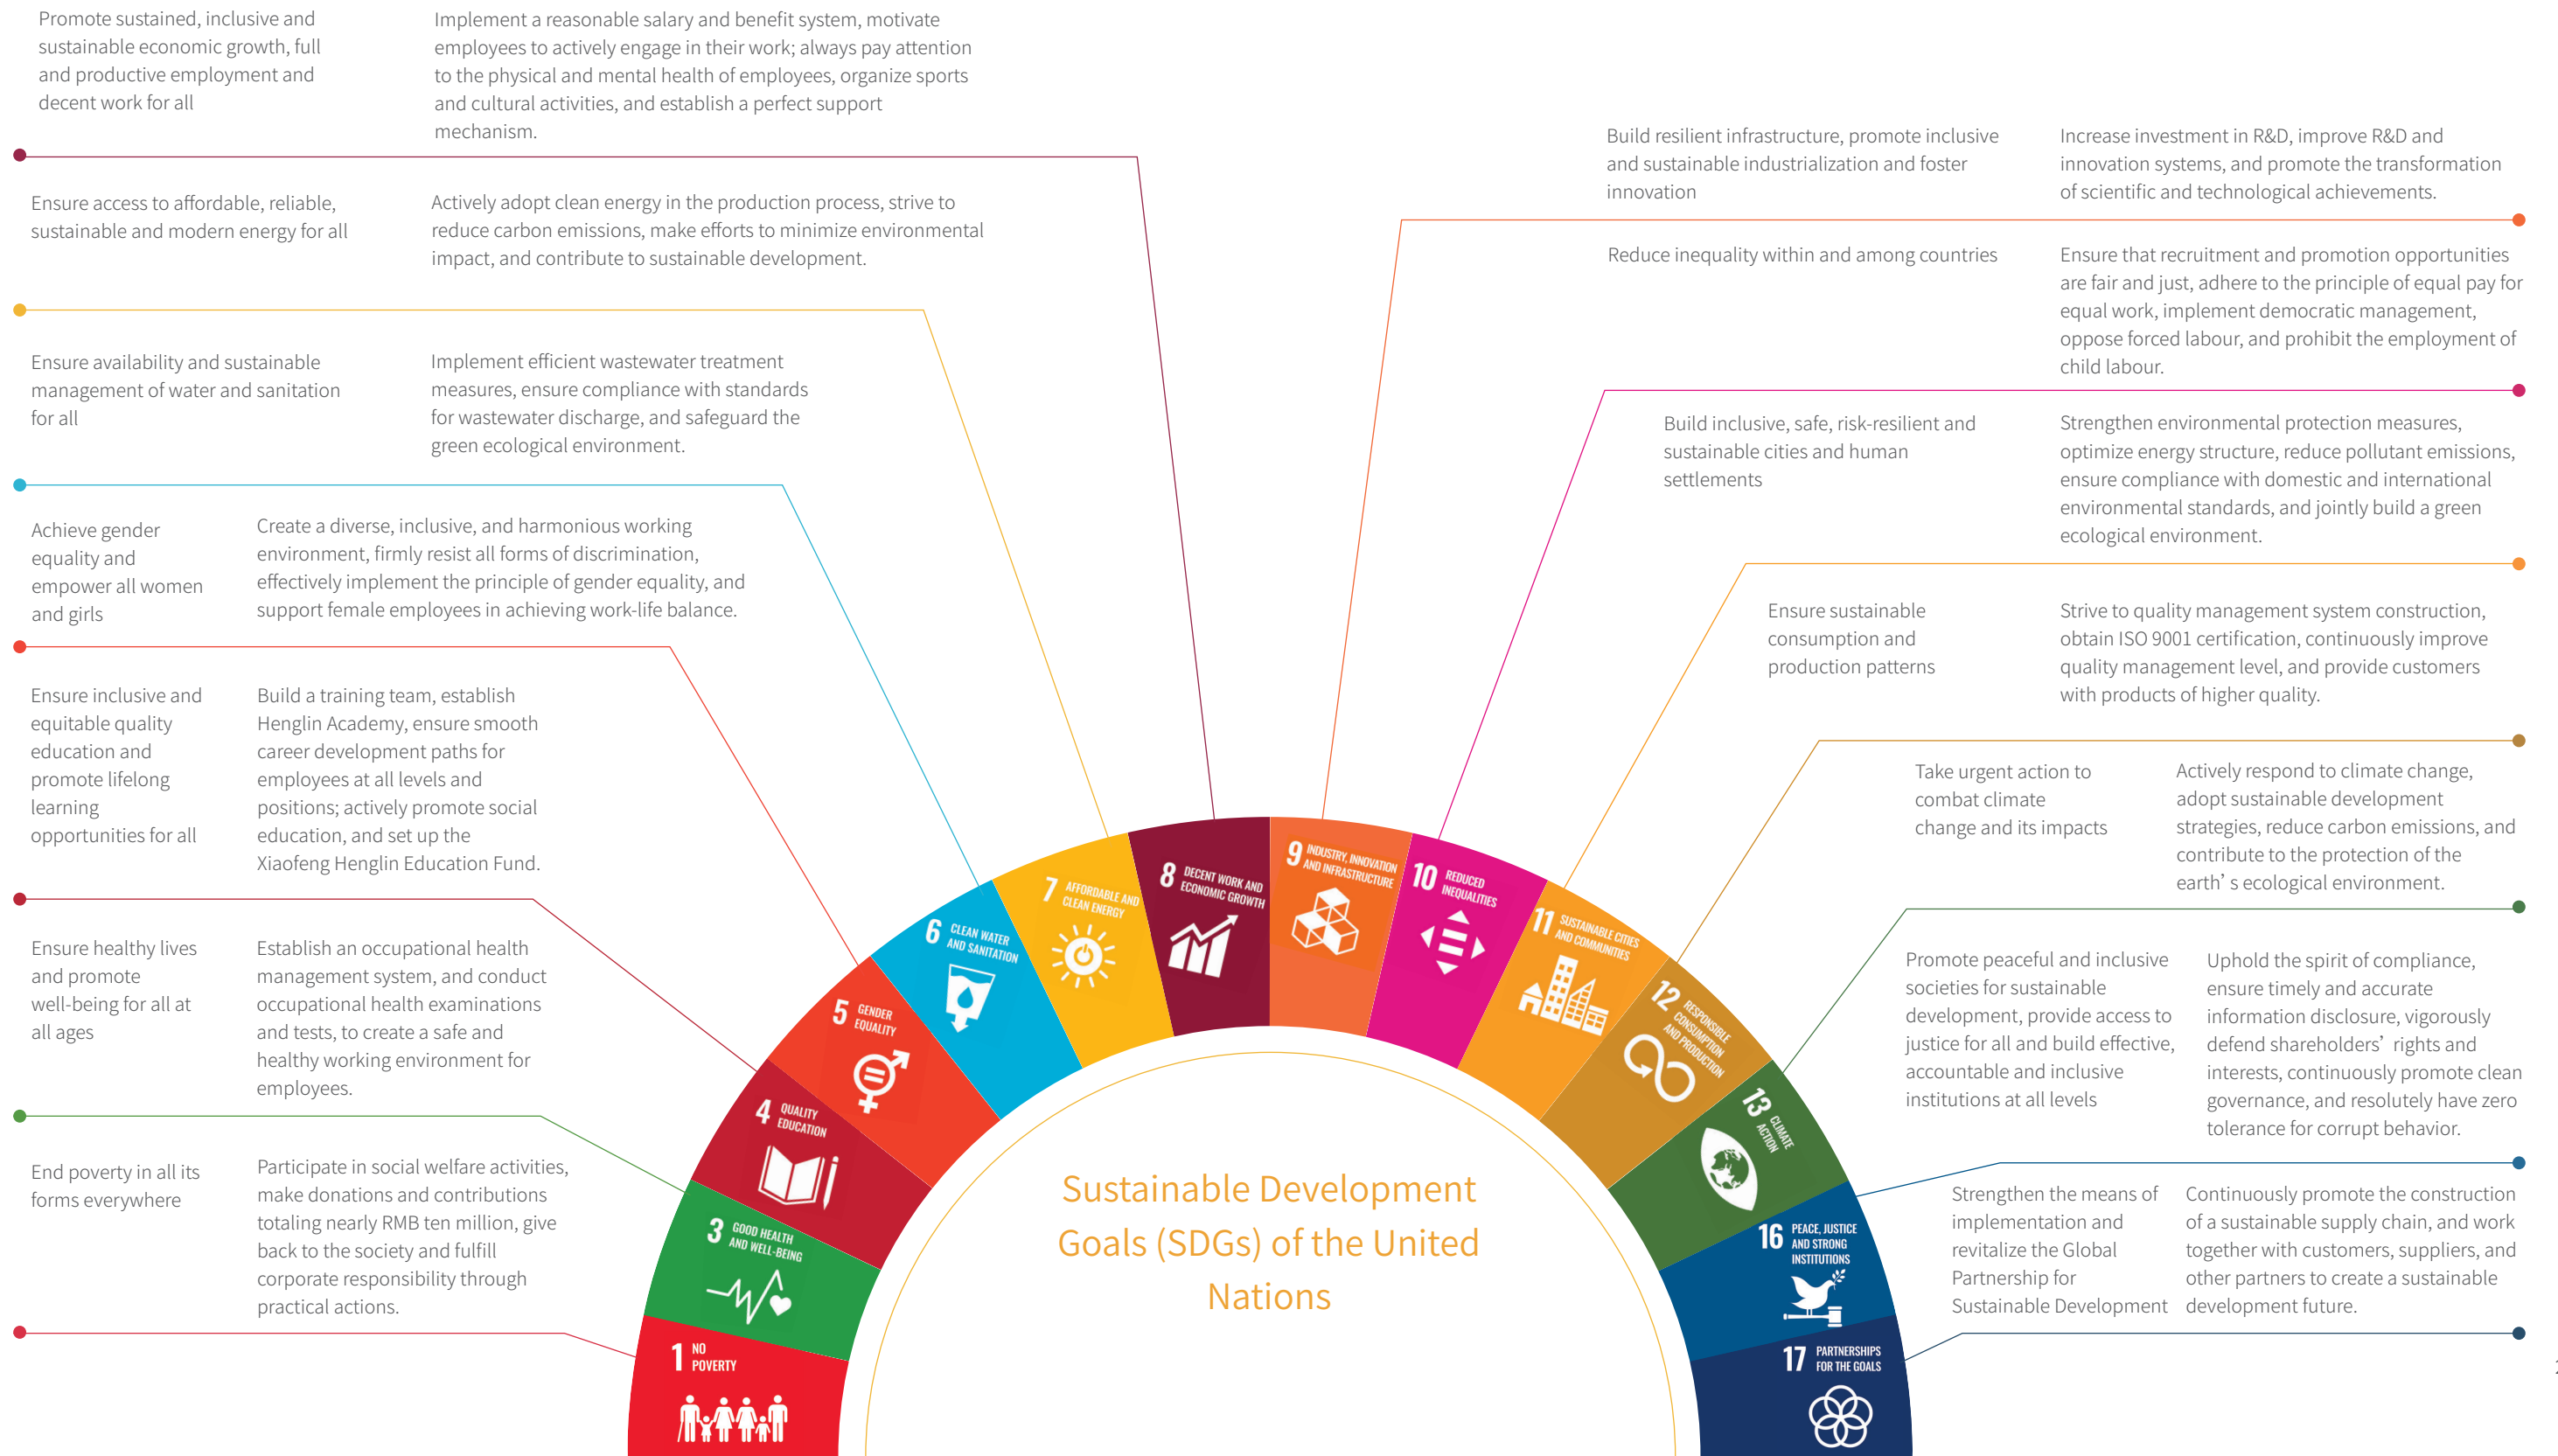 Promote sustained, inclusive and
sustainable economic growth, full
and productive employment and
decent work for all
Implement a reasonable salary and benefit system, motivate
employees to actively engage in their work; always pay attention
to the physical and mental health of employees, organize sports
and cultural activities, and establish a perfect support
mechanism.
Ensure access to affordable, reliable,
sustainable and modern energy for all
Actively adopt clean energy in the production process, strive to
reduce carbon emissions, make efforts to minimize environmental
impact, and contribute to sustainable development.
Ensure availability and sustainable
management of water and sanitation
for all
Implement efficient wastewater treatment
measures, ensure compliance with standards
for wastewater discharge, and safeguard the
green ecological environment.
Achieve gender
equality and
empower all women
and girls
Create a diverse, inclusive, and harmonious working
environment, firmly resist all forms of discrimination,
effectively implement the principle of gender equality, and
support female employees in achieving work-life balance.
Ensure inclusive and
equitable quality
education and
promote lifelong
learning
opportunities for all
Build a training team, establish
Henglin Academy, ensure smooth
career development paths for
employees at all levels and
positions; actively promote social
education, and set up the
Xiaofeng Henglin Education Fund.
Ensure healthy lives
and promote
well-being for all at
all ages
Establish an occupational health
management system, and conduct
occupational health examinations
and tests, to create a safe and
healthy working environment for
employees.
End poverty in all its
forms everywhere
Participate in social welfare activities,
make donations and contributions
totaling nearly RMB ten million, give
back to the society and fulfill
corporate responsibility through
practical actions.
Build resilient infrastructure, promote inclusive
and sustainable industrialization and foster
innovation
Increase investment in R&D, improve R&D and
innovation systems, and promote the transformation
of scientific and technological achievements.
Reduce inequality within and among countries
Ensure that recruitment and promotion opportunities
are fair and just, adhere to the principle of equal pay for
equal work, implement democratic management,
oppose forced labour, and prohibit the employment of
child labour.
Build inclusive, safe, risk-resilient and
sustainable cities and human
settlements
Strengthen environmental protection measures,
optimize energy structure, reduce pollutant emissions,
ensure compliance with domestic and international
environmental standards, and jointly build a green
ecological environment.
Ensure sustainable
consumption and
production patterns
Strive to quality management system construction,
obtain ISO 9001 certification, continuously improve
quality management level, and provide customers
with products of higher quality.
Take urgent action to
combat climate
change and its impacts
Actively respond to climate change,
adopt sustainable development
strategies, reduce carbon emissions, and
contribute to the protection of the
earth’ s ecological environment.
Promote peaceful and inclusive
societies for sustainable
development, provide access to
justice for all and build effective,
accountable and inclusive
institutions at all levels
Uphold the spirit of compliance,
ensure timely and accurate
information disclosure, vigorously
defend shareholders’ rights and
interests, continuously promote clean
governance, and resolutely have zero
tolerance for corrupt behavior.
Strengthen the means of
implementation and
revitalize the Global
Partnership for
Sustainable Development
Continuously promote the construction
of a sustainable supply chain, and work
together with customers, suppliers, and
other partners to create a sustainable
development future.
1 NO
POVERTY
3 GOOD HEALTH
AND WELL-BEING
4 QUALITY
EDUCATION
5 GENDER
EQUALITY
6 CLEAN WATER
AND SANITATION
7 AFFORDABLE AND
CLEAN ENERGY
8 DECENT WORK AND
ECONOMIC GROWTH
9 INDUSTRY, INNOVATION
AND INFRASTRUCTURE
10 REDUCED
INEQUALITIES
11 SUSTAINABLE CITIES
AND COMMUNITIES
12 RESPONSIBLE
CONSUMPTION
AND PRODUCTION
13 CLIMATE
ACTION
16 PEACE, JUSTICE
AND STRONG
INSTITUTIONS
17 PARTNERSHIPS
FOR THE GOALS
Sustainable Development
Goals (SDGs) of the United
Nations